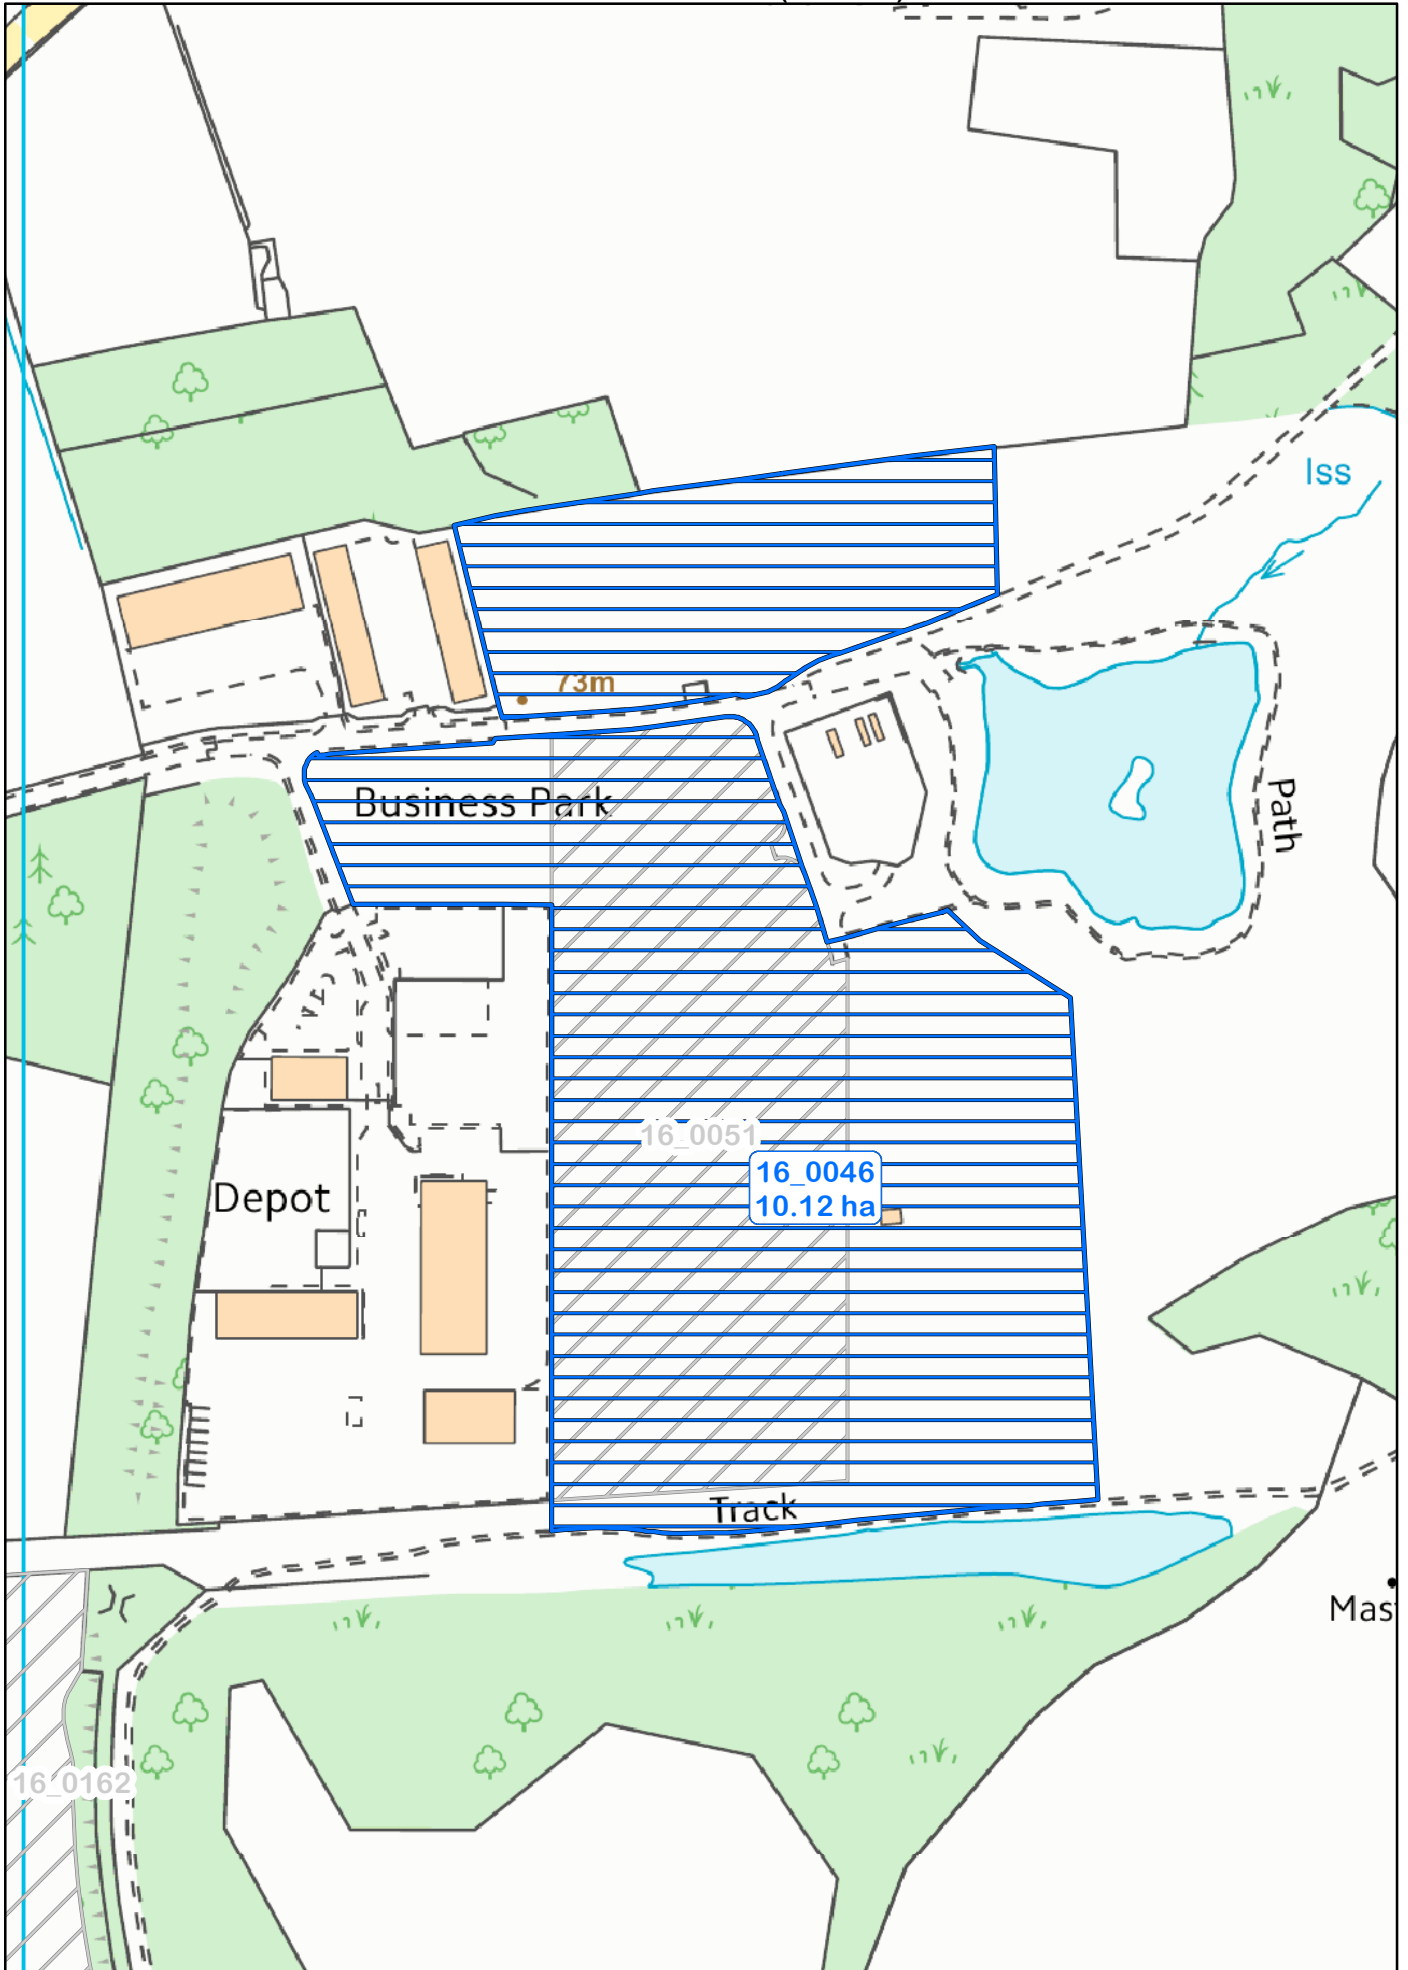 Iss
73m
Business Park
Path
16_0051
16_0046
10.12 ha
Depot
Track
Mas
16_0162